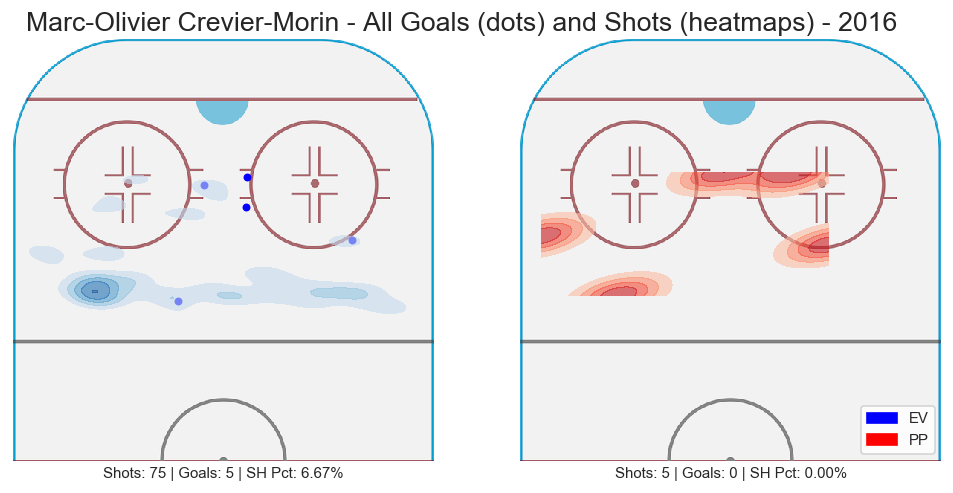 Marc-Olivier Crevier-Morin - All Goals (dots) and Shots (heatmaps) - 2016
EV
PP
Shots: 75 | Goals: 5 | SH Pct: 6.67%
Shots: 5 | Goals: 0 | SH Pct: 0.00%